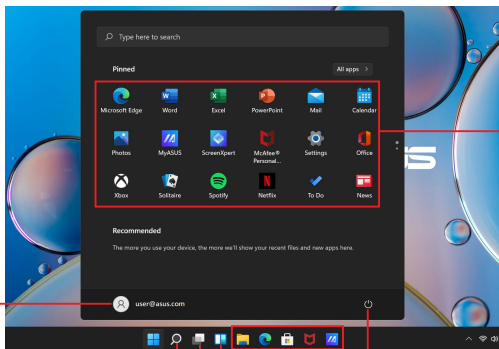 Type here to search
Pinned
All apps >
Microsoft Edge
Word
Excel
PowerPoint
Mail
Calendar
Photos
MyASUS
ScreenXpert
McAfee®
Personal...
Settings
Office
Xbox
Solitaire
Spotify
Netflix
To Do
News
Recommended
The more you use your device, the more we'll show your recent files and new apps here.
user@asus.com